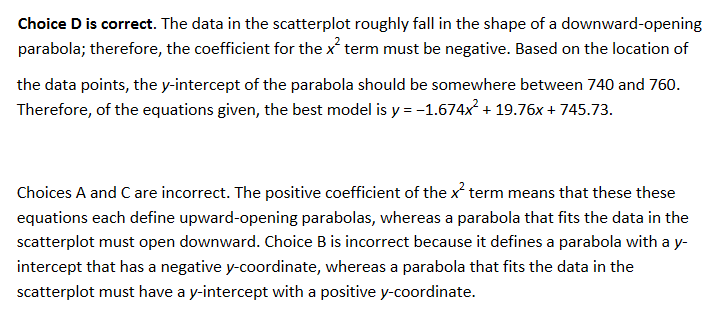 Choice D is correct. The data in the scatterplot roughly fall in the shape of a downward-opening
parabola; therefore, the coefficient for the x² term must be negative. Based on the location of
the data points, the y-intercept of the parabola should be somewhere between 740 and 760.
Therefore, of the equations given, the best model is y = −1.674x² + 19.76x + 745.73.
Choices A and C are incorrect. The positive coefficient of the x² term means that these these
equations each define upward-opening parabolas, whereas a parabola that fits the data in the
scatterplot must open downward. Choice B is incorrect because it defines a parabola with a y-
intercept that has a negative y-coordinate, whereas a parabola that fits the data in the
scatterplot must have a y-intercept with a positive y-coordinate.